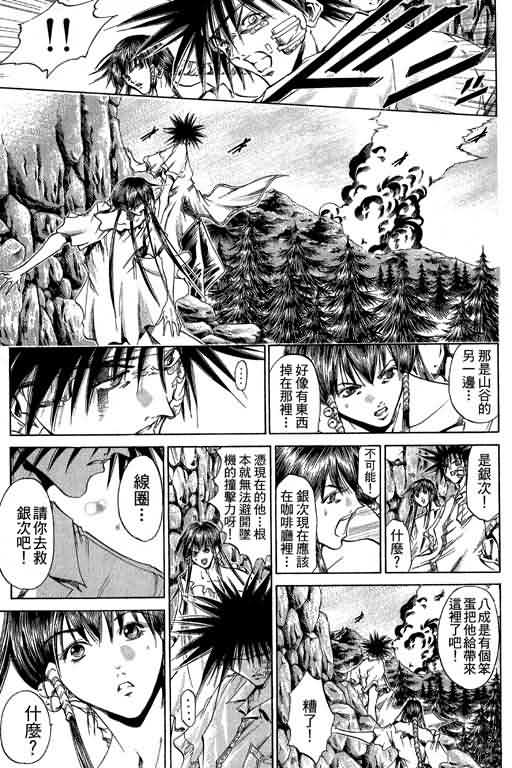 !!
那是山谷的
另一邊…
好像有東西
掉在那裡…
…
是銀次!
什麼?
不可能!
銀次現在應該
在咖啡廳裡…
憑現在的他…根
本就無法避開墜
機的撞擊力呀!
線圈…
請你去救
銀次吧!
八成是有個笨
蛋把他給帶來
這裡了吧!
糟了!
什麼?